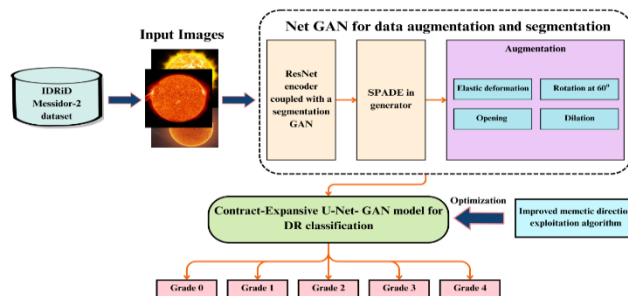 Net GAN for data augmentation and segmentation
Input Images
IDRiD
Messidor-2
dataset
ResNet
encoder
coupled with a
segmentation
GAN
SPADE in
generator
Augmentation
Elastic deformation
Rotation at 60°
Opening
Dilation
Contract-Expansive U-Net- GAN model for
DR classification
Optimization
Improved memetic direction
exploitation algorithm
Grade 0
Grade 1
Grade 2
Grade 3
Grade 4